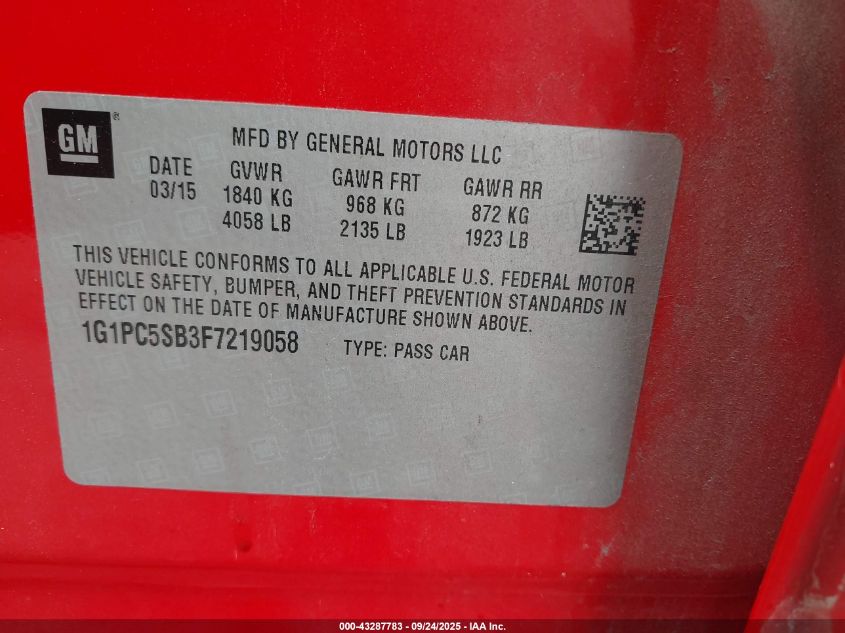 GM
MFD BY GENERAL MOTORS LLC
DATE GVWR GAWR FRT GAWR RR
03/15 1840 KG 968 KG 872 KG
4058 LB 2135 LB 1923 LB
THIS VEHICLE CONFORMS TO ALL APPLICABLE U.S. FEDERAL MOTOR
VEHICLE SAFETY, BUMPER, AND THEFT PREVENTION STANDARDS IN
EFFECT ON THE DATE OF MANUFACTURE SHOWN ABOVE.
1G1PC5SB3F7219058 TYPE: PASS CAR
000-43287783 - 09/24/2025 - IAA Inc.